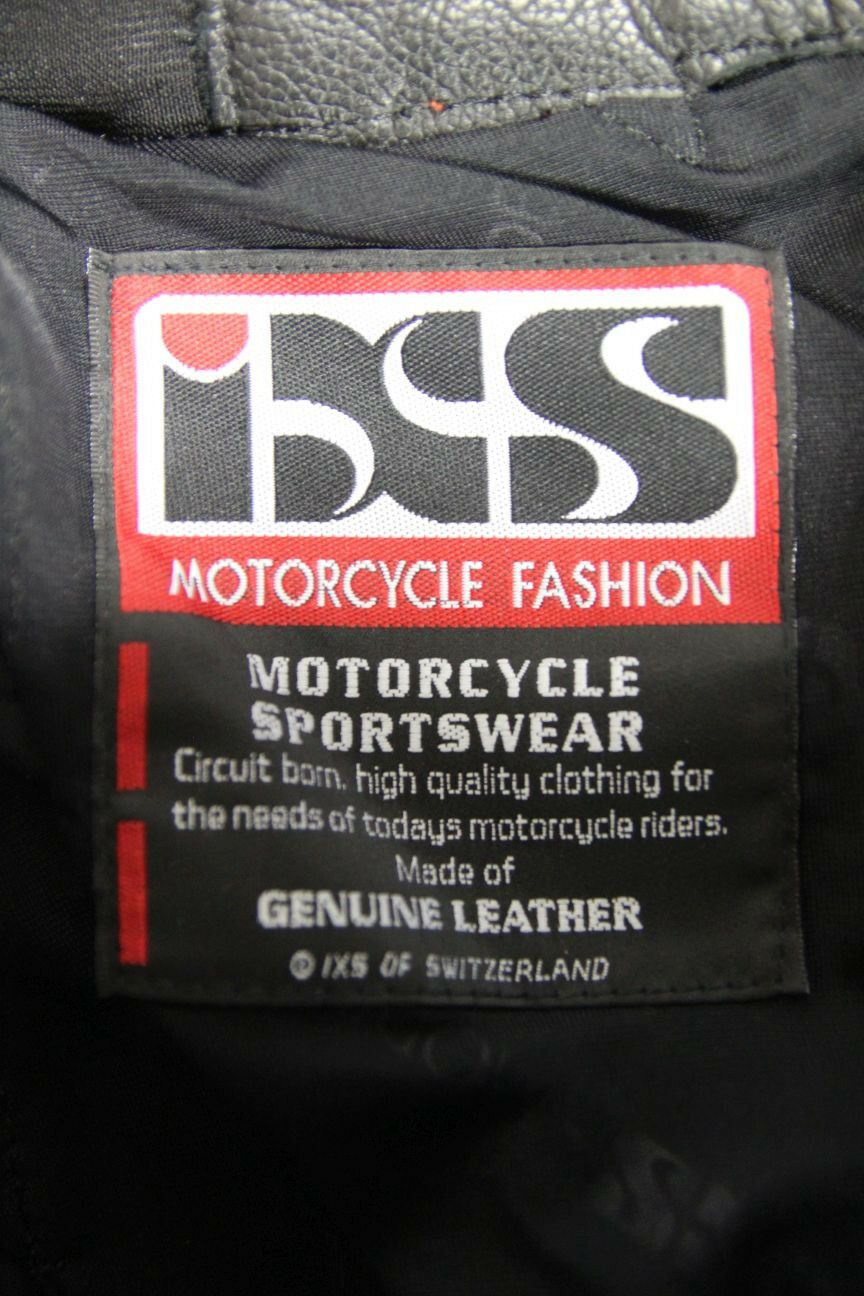 iXS
MOTORCYCLE FASHION
MOTORCYCLE
SPORTSWEAR
Circuit born, high quality clothing for
the needs of todays motorcycle riders.
Made of
GENUINE LEATHER
© IXS OF SWITZERLAND